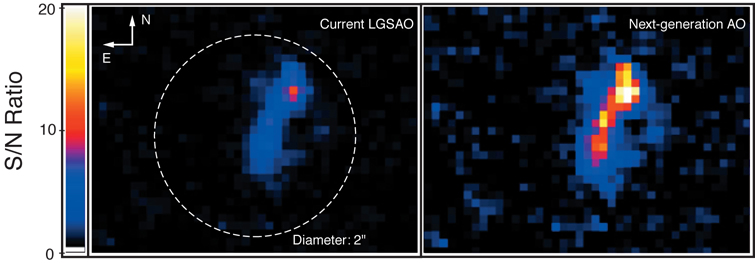 20
10
0
S/N Ratio
N
E
Current LGSAO
Diameter: 2"
Next-generation AO